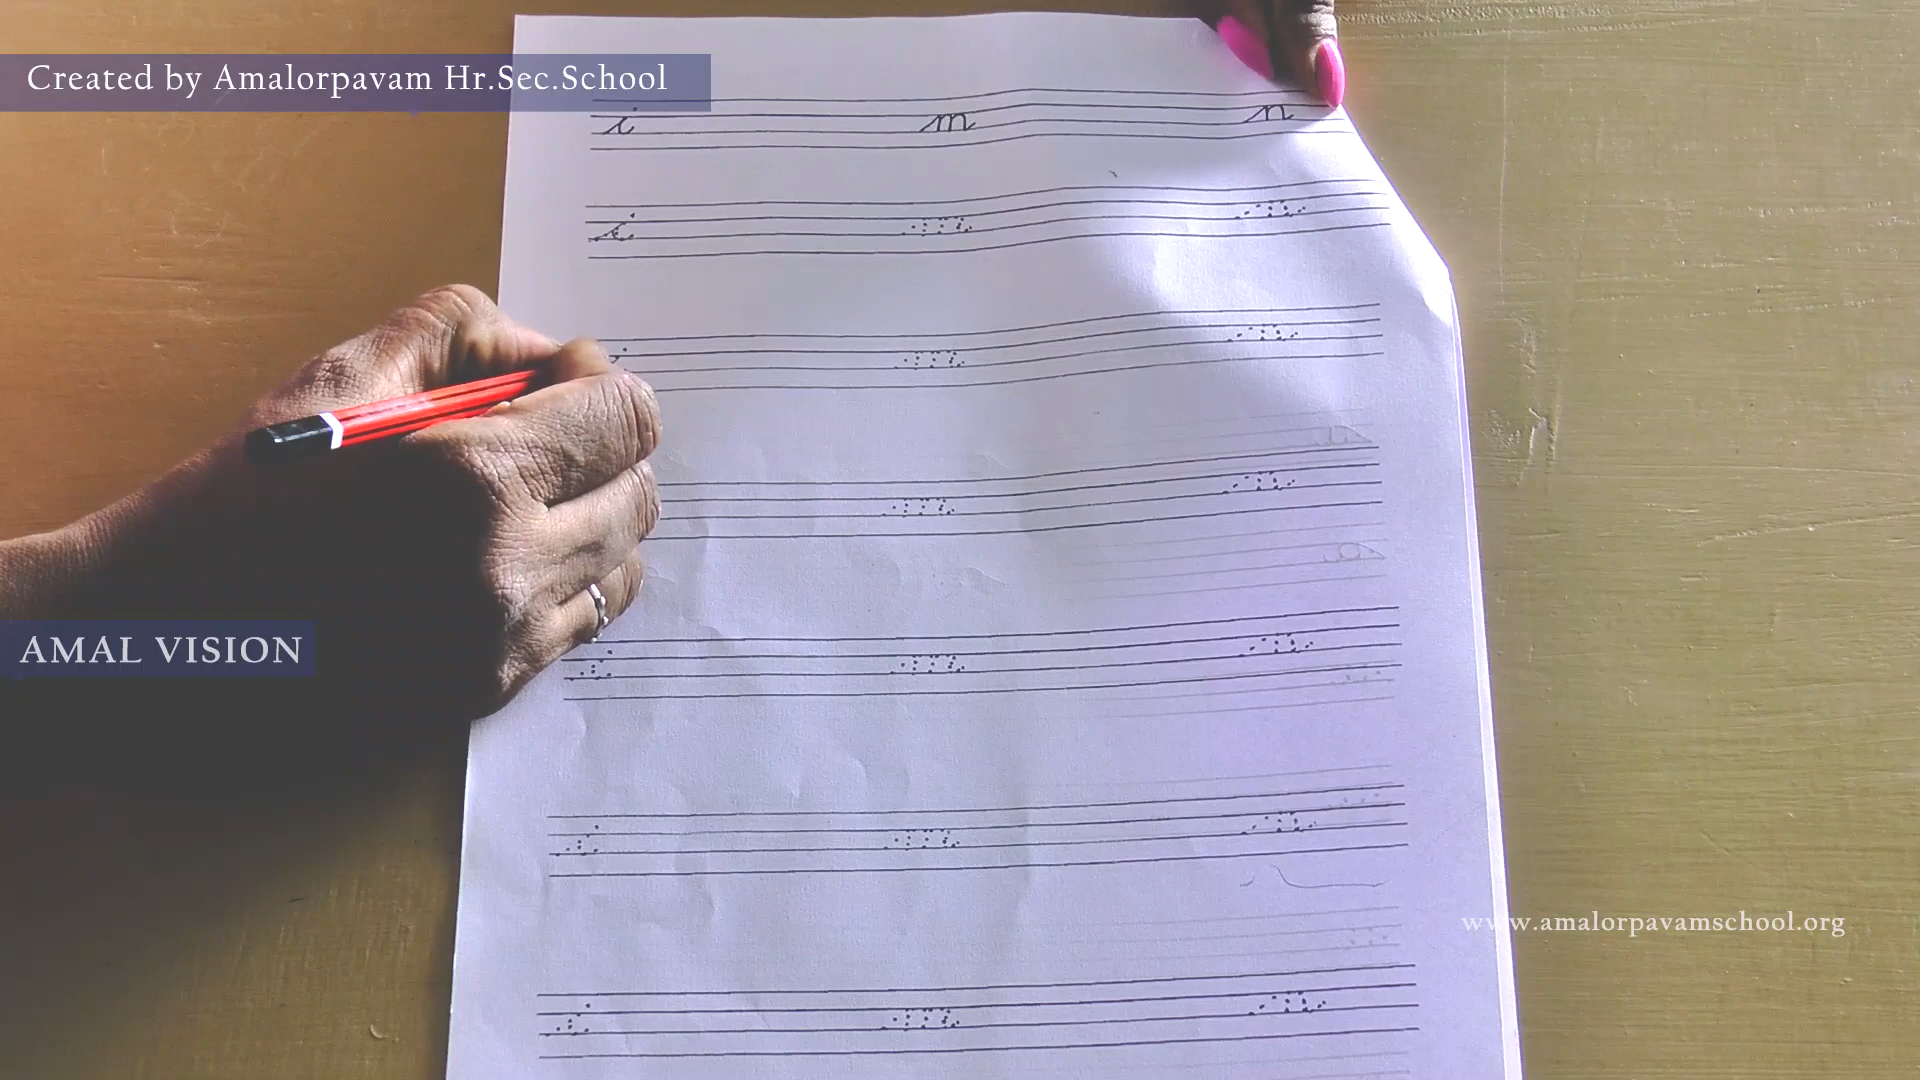 Created by Amalorpavam Hr.Sec.School
i m n
i m n
i m n
m n
AMAL VISION
i m n
i m n
www.amalorpavamschool.org
i m n